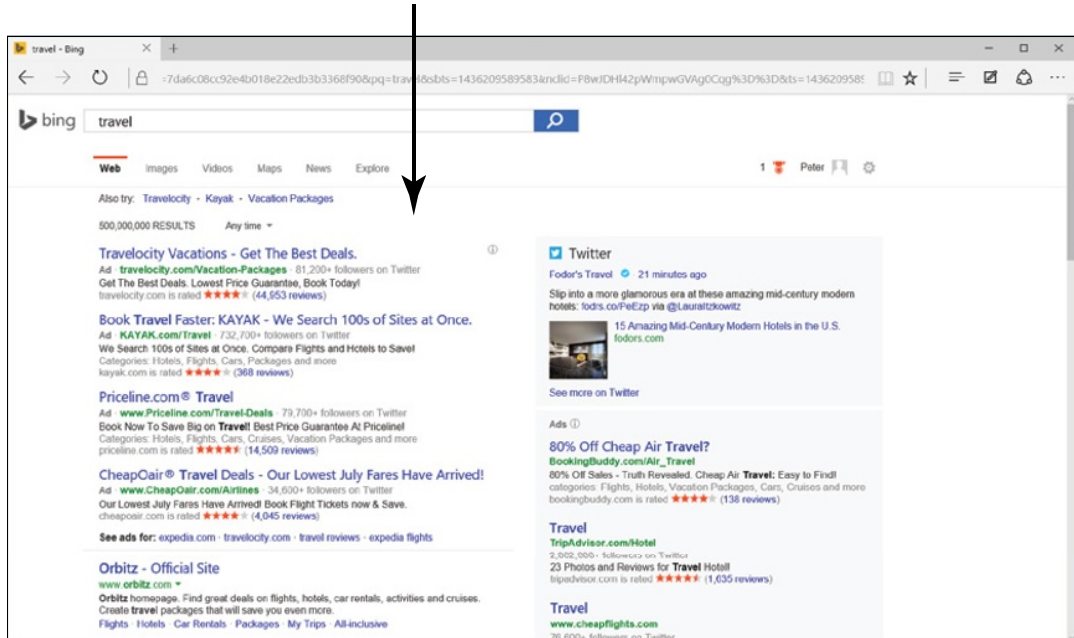 travel - Bing
=7da6c08cc92e4b018e22edb3b3368f90&pq=travel&sbts=1436209589583&nclid=P8wJDHl42pWmpwGVAg0Cqg%3D%3D&ts=143620958
bing travel
Web Images Videos Maps News Explore
1 Peter
Also try: Travelocity · Kayak · Vacation Packages
500,000,000 RESULTS Any time
Travelocity Vacations - Get The Best Deals.
Ad · travelocity.com/Vacation-Packages · 81,200+ followers on Twitter
Get The Best Deals. Lowest Price Guarantee, Book Today!
travelocity.com is rated (44,953 reviews)
Book Travel Faster: KAYAK - We Search 100s of Sites at Once.
Ad · KAYAK.com/Travel · 732,700+ followers on Twitter
We Search 100s of Sites at Once. Compare Flights and Hotels to Save!
Categories: Hotels, Flights, Cars, Packages and more
kayak.com is rated (368 reviews)
Priceline.com® Travel
Ad · www.Priceline.com/Travel-Deals · 79,700+ followers on Twitter
Book Now To Save Big on Travel! Best Price Guarantee At Priceline!
Categories: Hotels, Flights, Cars, Cruises, Vacation Packages and more
priceline.com is rated (14,509 reviews)
CheapOair® Travel Deals - Our Lowest July Fares Have Arrived!
Ad · www.CheapOair.com/Airlines · 34,600+ followers on Twitter
Our Lowest July Fares Have Arrived! Book Flight Tickets now & Save.
cheapoair.com is rated (4,045 reviews)
See ads for: expedia.com · travelocity.com · travel reviews · expedia flights
Orbitz - Official Site
www.orbitz.com
Orbitz homepage. Find great deals on flights, hotels, car rentals, activities and cruises.
Create travel packages that will save you even more.
Flights · Hotels · Car Rentals · Packages · My Trips · All-inclusive
Twitter
Fodor's Travel 21 minutes ago
Slip into a more glamorous era at these amazing mid-century modern
hotels: fodrs.co/PeEzp via @LauraItzkowitz
15 Amazing Mid-Century Modern Hotels in the U.S.
fodors.com
See more on Twitter
Ads
80% Off Cheap Air Travel?
BookingBuddy.com/Air_Travel
80% Off Sales - Truth Revealed. Cheap Air Travel: Easy to Find!
categories: Flights, Hotels, Vacation Packages, Cars, Cruises and more
bookingbuddy.com is rated (138 reviews)
Travel
TripAdvisor.com/Hotel
2,002,000+ followers on Twitter
23 Photos and Reviews for Travel Hotel!
tripadvisor.com is rated (1,635 reviews)
Travel
www.cheapflights.com
76,600+ followers on Twitter